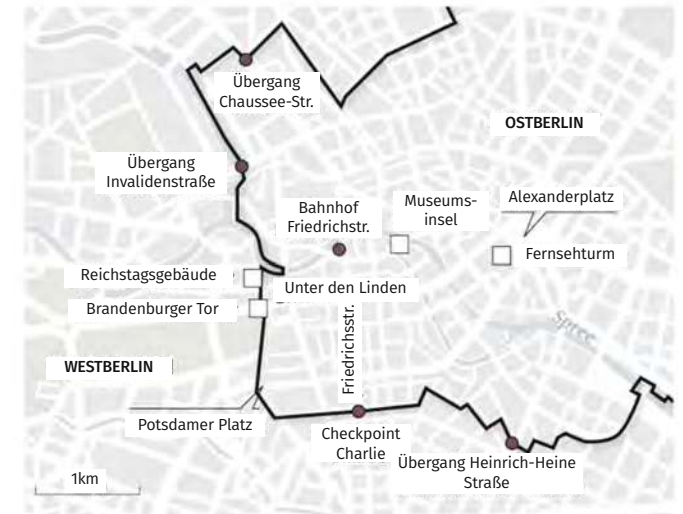 Übergang
Chaussee-Str.
OSTBERLIN
Übergang
Invalidenstraße
Museums-
insel
Alexanderplatz
Bahnhof
Friedrichstr.
Fernsehturm
Reichstagsgebäude
Unter den Linden
Brandenburger Tor
Friedrichsstr.
Spree
WESTBERLIN
Potsdamer Platz
Checkpoint
Charlie
Übergang Heinrich-Heine
Straße
1km